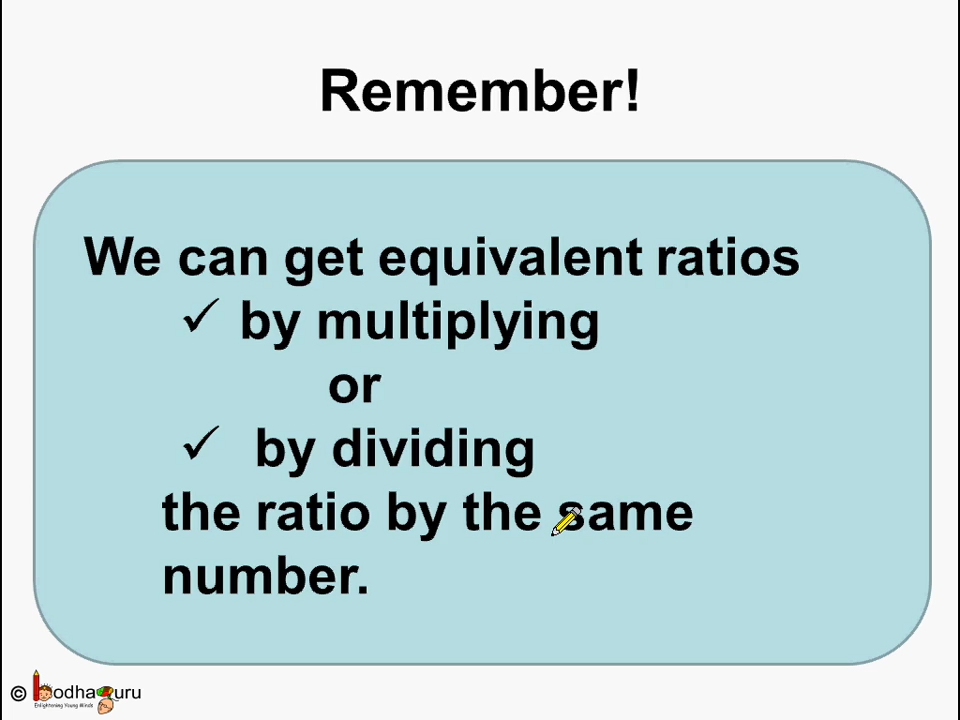 Remember!
We can get equivalent ratios
✓ by multiplying
or
✓ by dividing
the ratio by the same
number.
© bodhaguru
Enlightening Young Minds